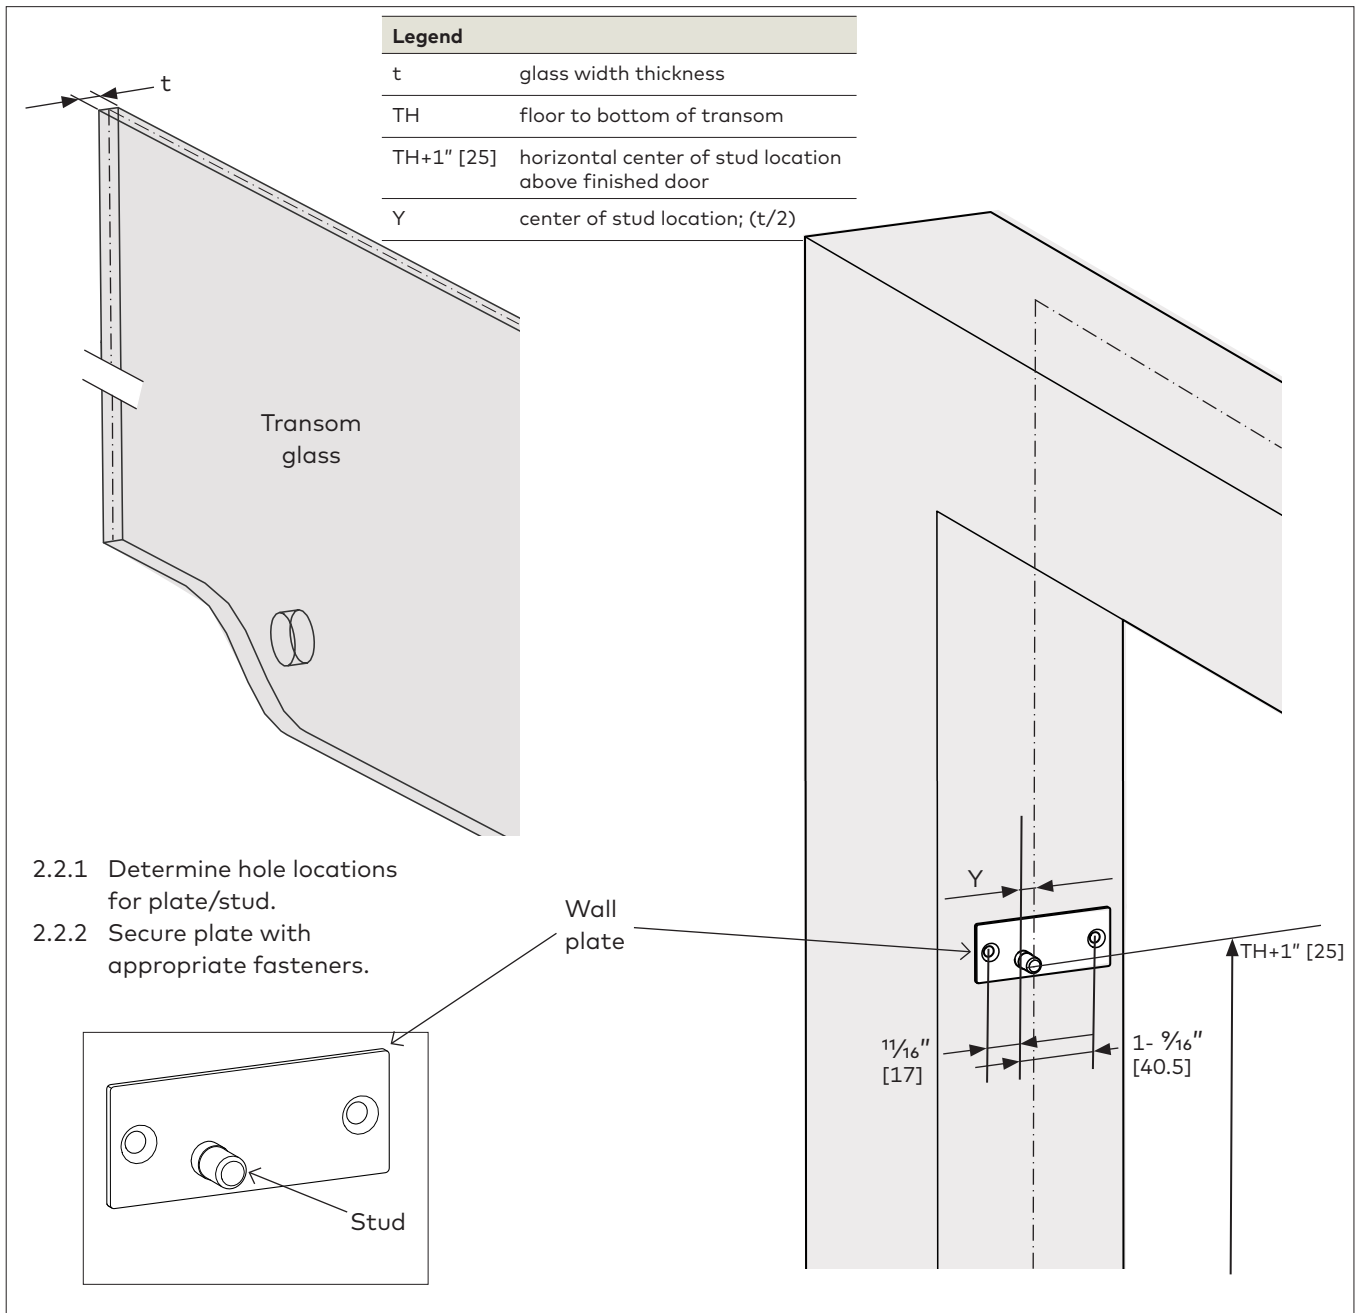 Legend
t glass width thickness
TH floor to bottom of transom
TH+1” [25] horizontal center of stud location
above finished door
Y center of stud location; (t/2)
t
Transom
glass
2.2.1 Determine hole locations
for plate/stud.
2.2.2 Secure plate with
appropriate fasteners.
Wall
plate
Stud
Y
TH+1” [25]
11⁄16”
[17]
1- 9⁄16”
[40.5]